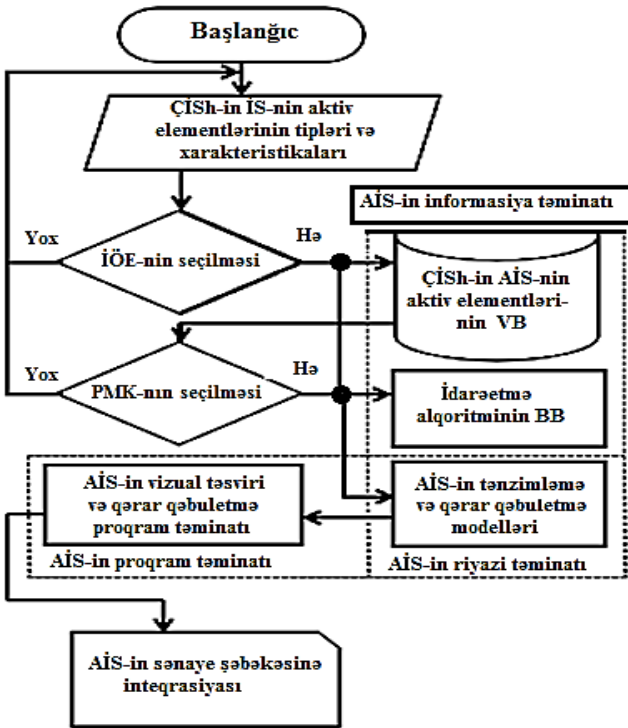 Başlanğıc
ÇİSh-in İS-nin aktiv
elementlərinin tipləri və
xarakteristikaları
AİS-in informasiya təminatı
Yox
Hə
İÖE-nin seçilməsi
ÇİSh-in AİS-nin
aktiv elementləri-
nin VB
Yox
Hə
PMK-nın seçilməsi
İdarəetmə
alqoritminin BB
AİS-in vizual təsviri
və qərar qəbuletmə
proqram təminatı
AİS-in tənzimləmə
və qərar qəbuletmə
modelləri
AİS-in proqram təminatı
AİS-in riyazi təminatı
AİS-in sənaye şəbəkəsinə
inteqrasiyası